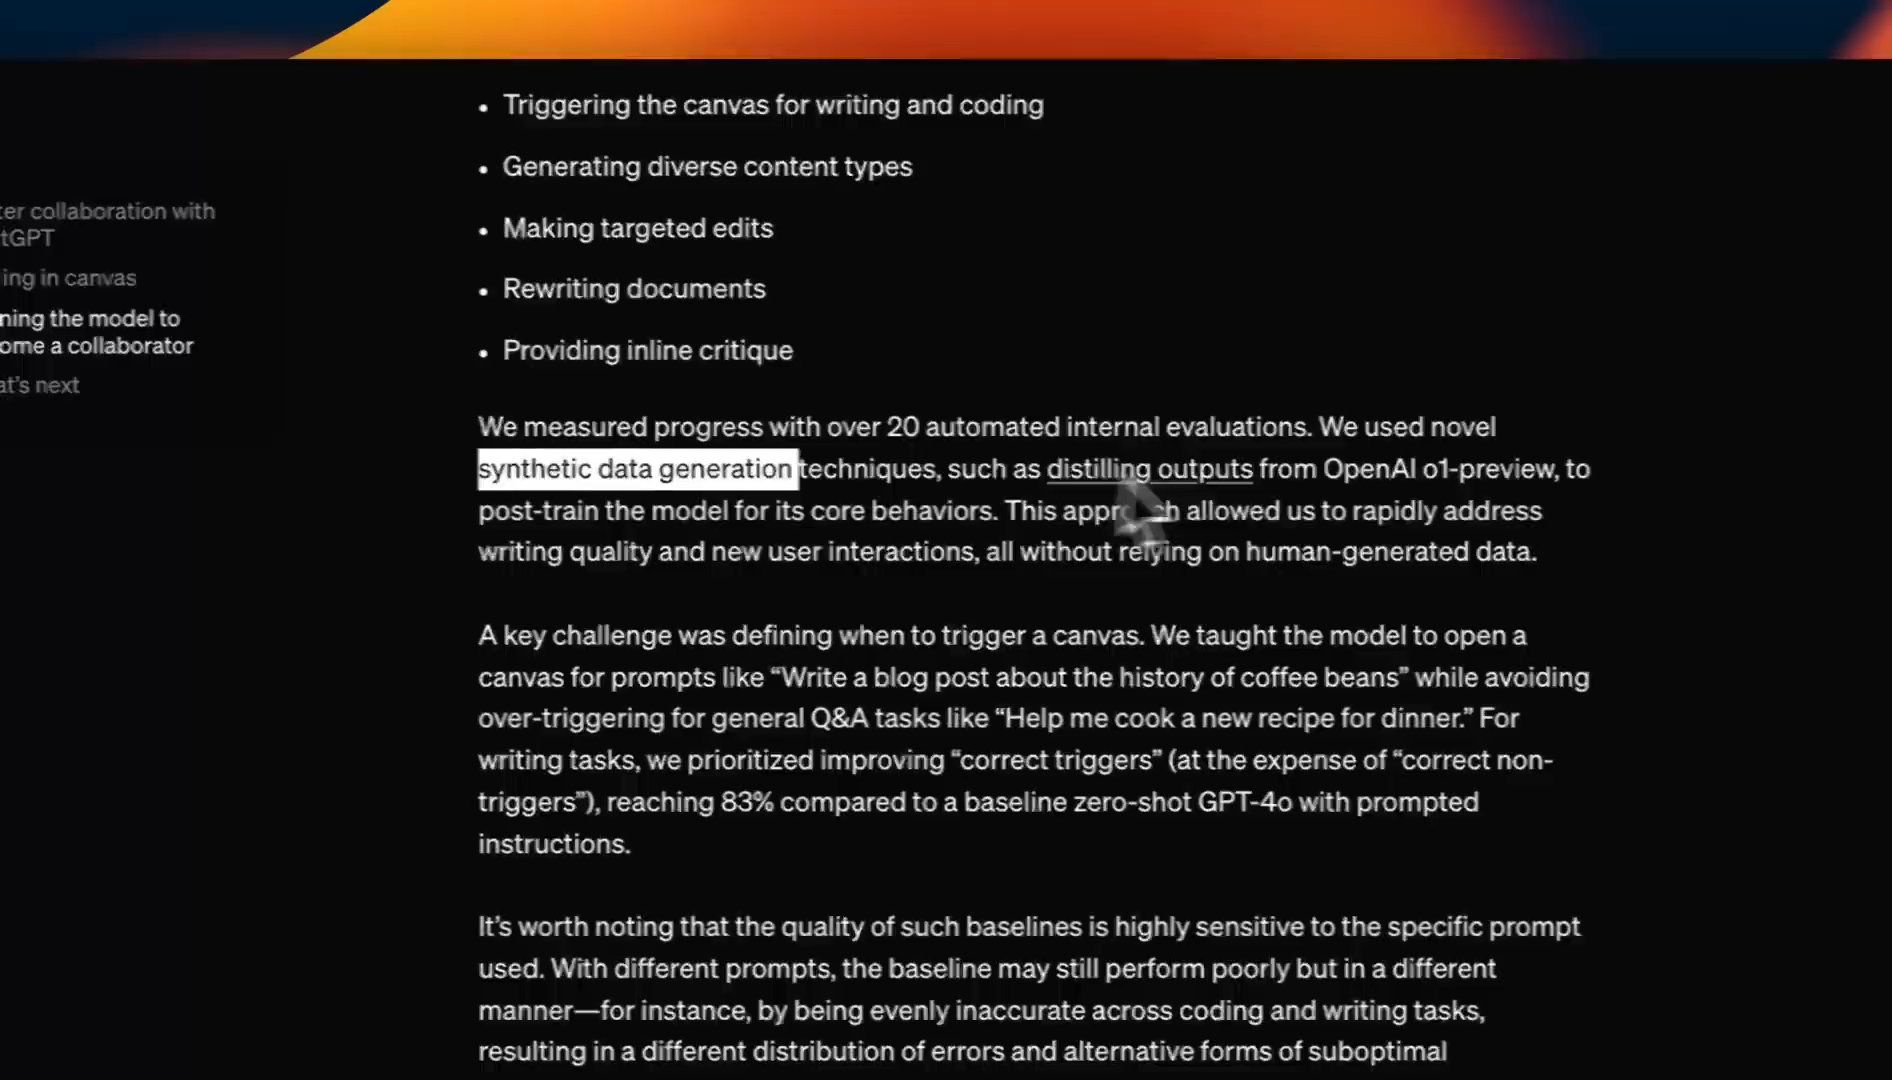 Triggering the canvas for writing and coding
Generating diverse content types
Making targeted edits
Rewriting documents
Providing inline critique
ter collaboration with
tGPT
ing in canvas
ning the model to
ome a collaborator
at's next
We measured progress with over 20 automated internal evaluations. We used novel
synthetic data generation techniques, such as distilling outputs from OpenAI o1-preview, to
post-train the model for its core behaviors. This approach allowed us to rapidly address
writing quality and new user interactions, all without relying on human-generated data.
A key challenge was defining when to trigger a canvas. We taught the model to open a
canvas for prompts like “Write a blog post about the history of coffee beans” while avoiding
over-triggering for general Q&A tasks like “Help me cook a new recipe for dinner.” For
writing tasks, we prioritized improving “correct triggers” (at the expense of “correct non-
triggers”), reaching 83% compared to a baseline zero-shot GPT-4o with prompted
instructions.
It’s worth noting that the quality of such baselines is highly sensitive to the specific prompt
used. With different prompts, the baseline may still perform poorly but in a different
manner—for instance, by being evenly inaccurate across coding and writing tasks,
resulting in a different distribution of errors and alternative forms of suboptimal